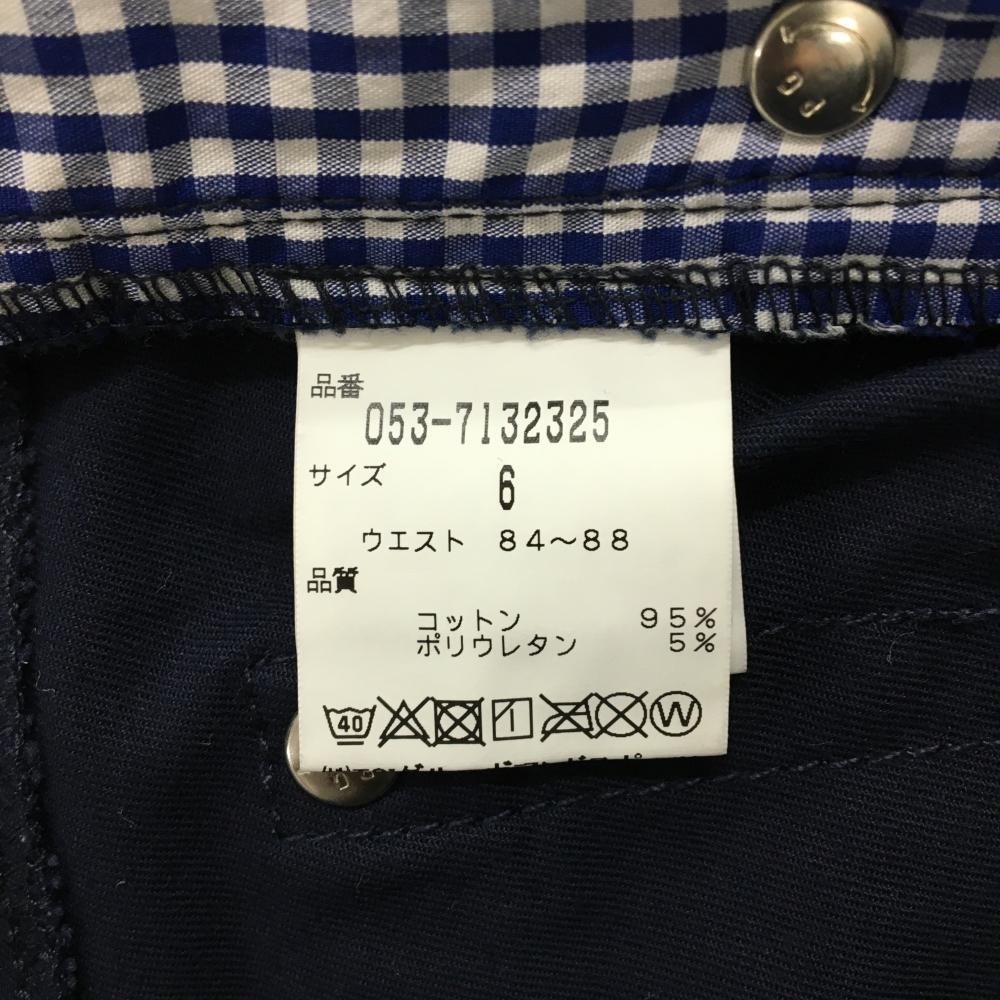 品番
053-7132325
サイズ
6
ウエスト 84～88
品質
コットン 95%
ポリウレタン 5%
40
W